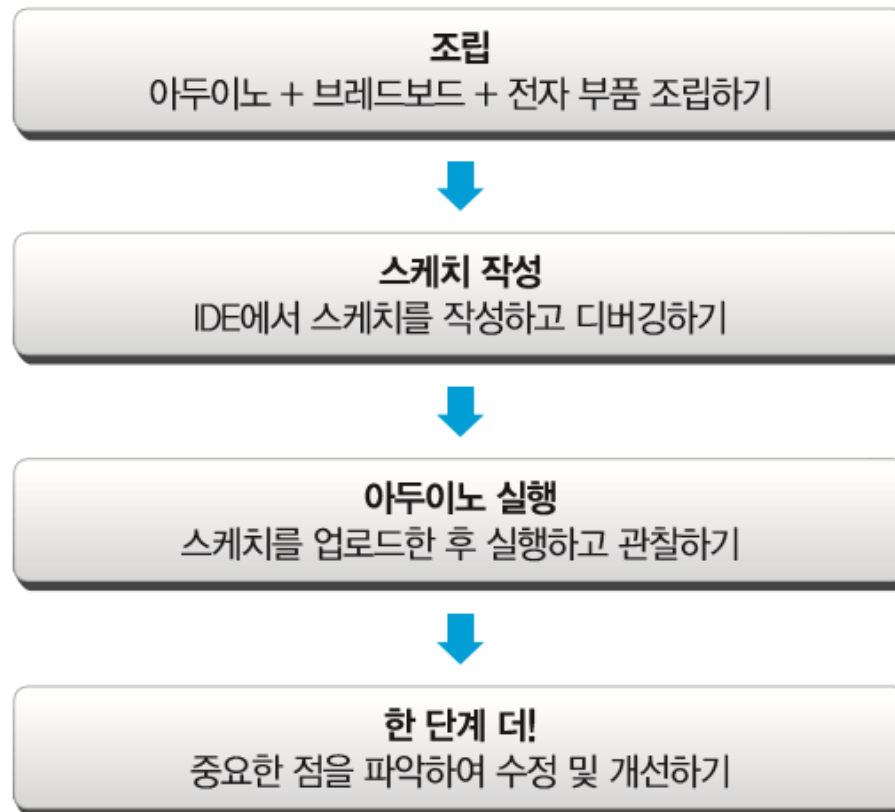 조립
아두이노 + 브레드보드 + 전자 부품 조립하기
스케치 작성
IDE에서 스케치를 작성하고 디버깅하기
아두이노 실행
스케치를 업로드한 후 실행하고 관찰하기
한 단계 더!
중요한 점을 파악하여 수정 및 개선하기